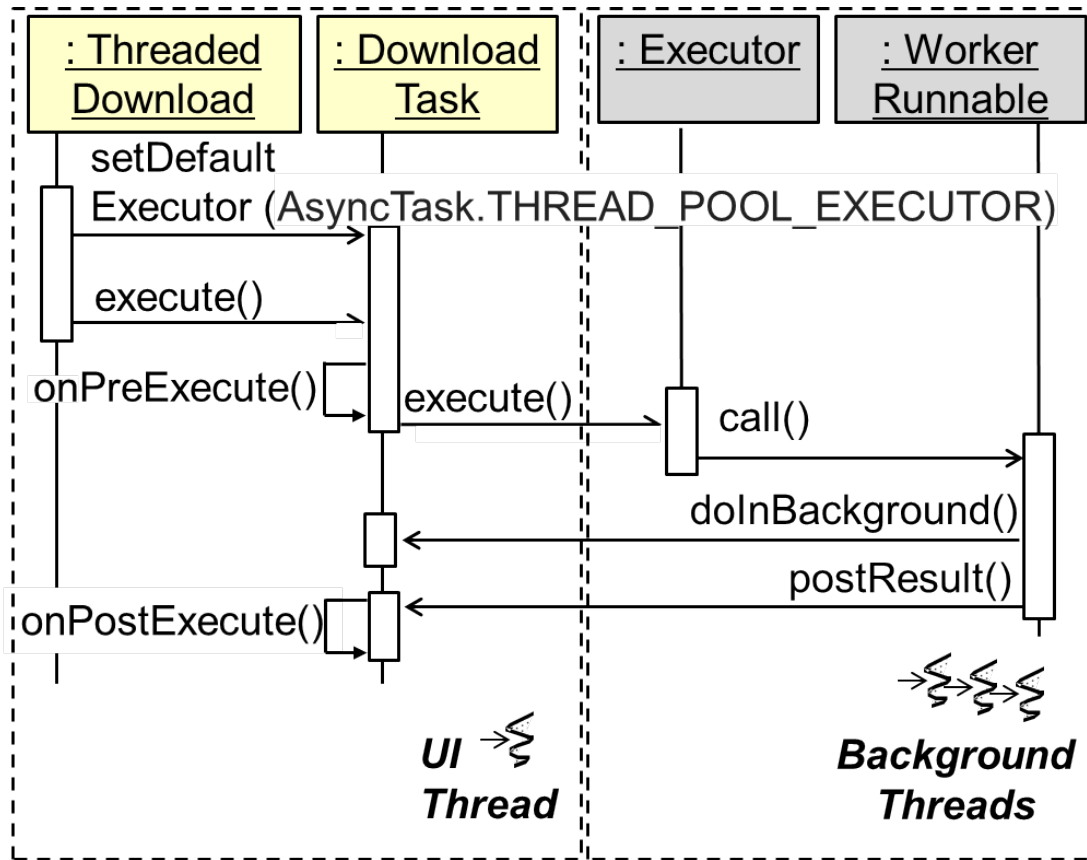 : Threaded
Download
: Download
Task
: Executor
: Worker
Runnable
setDefault
Executor (AsyncTask.THREAD_POOL_EXECUTOR)
execute()
onPreExecute()
execute()
call()
doInBackground()
postResult()
onPostExecute()
UI
Thread
Background
Threads